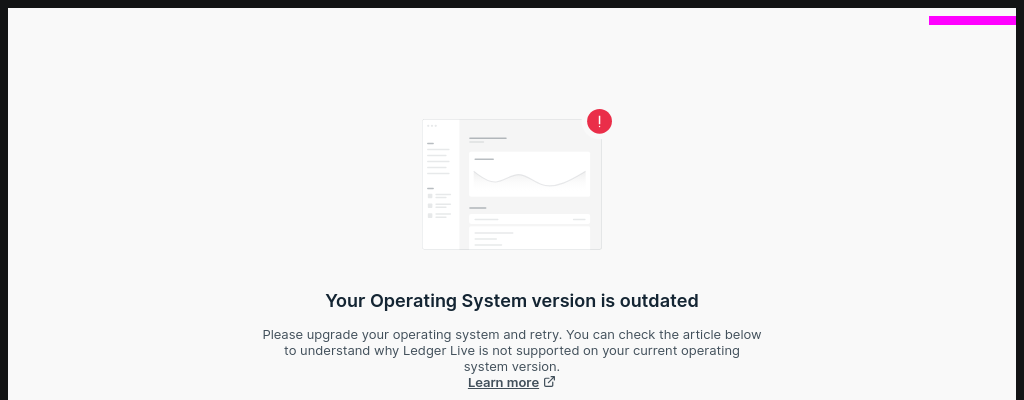 !
Your Operating System version is outdated
Please upgrade your operating system and retry. You can check the article below
to understand why Ledger Live is not supported on your current operating
system version.
Learn more